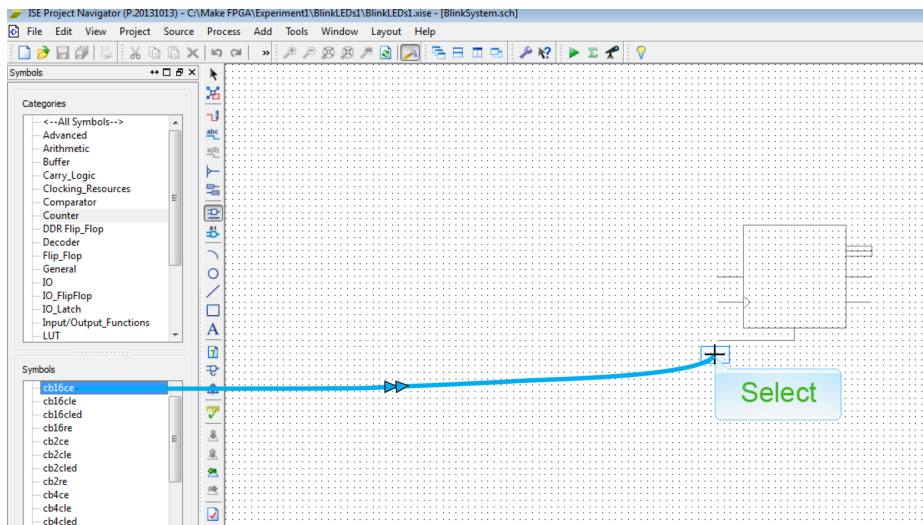 ISE Project Navigator (P.20131013) - C:\Make FPGA\Experiment1\BlinkLEDs1\BlinkLEDs1.xise - [BlinkSystem.sch]
File Edit View Project Source Process Add Tools Window Layout Help
Symbols
Categories
<--All Symbols-->
Advanced
Arithmetic
Buffer
Carry_Logic
Clocking_Resources
Comparator
Counter
DDR Flip_Flop
Decoder
Flip_Flop
General
IO
IO_FlipFlop
IO_Latch
Input/Output_Functions
LUT
Symbols
cb16ce
cb16cle
cb16cled
cb16re
cb2ce
cb2cle
cb2cled
cb2re
cb4ce
cb4cle
cb4cled
abc
A1
A
Select